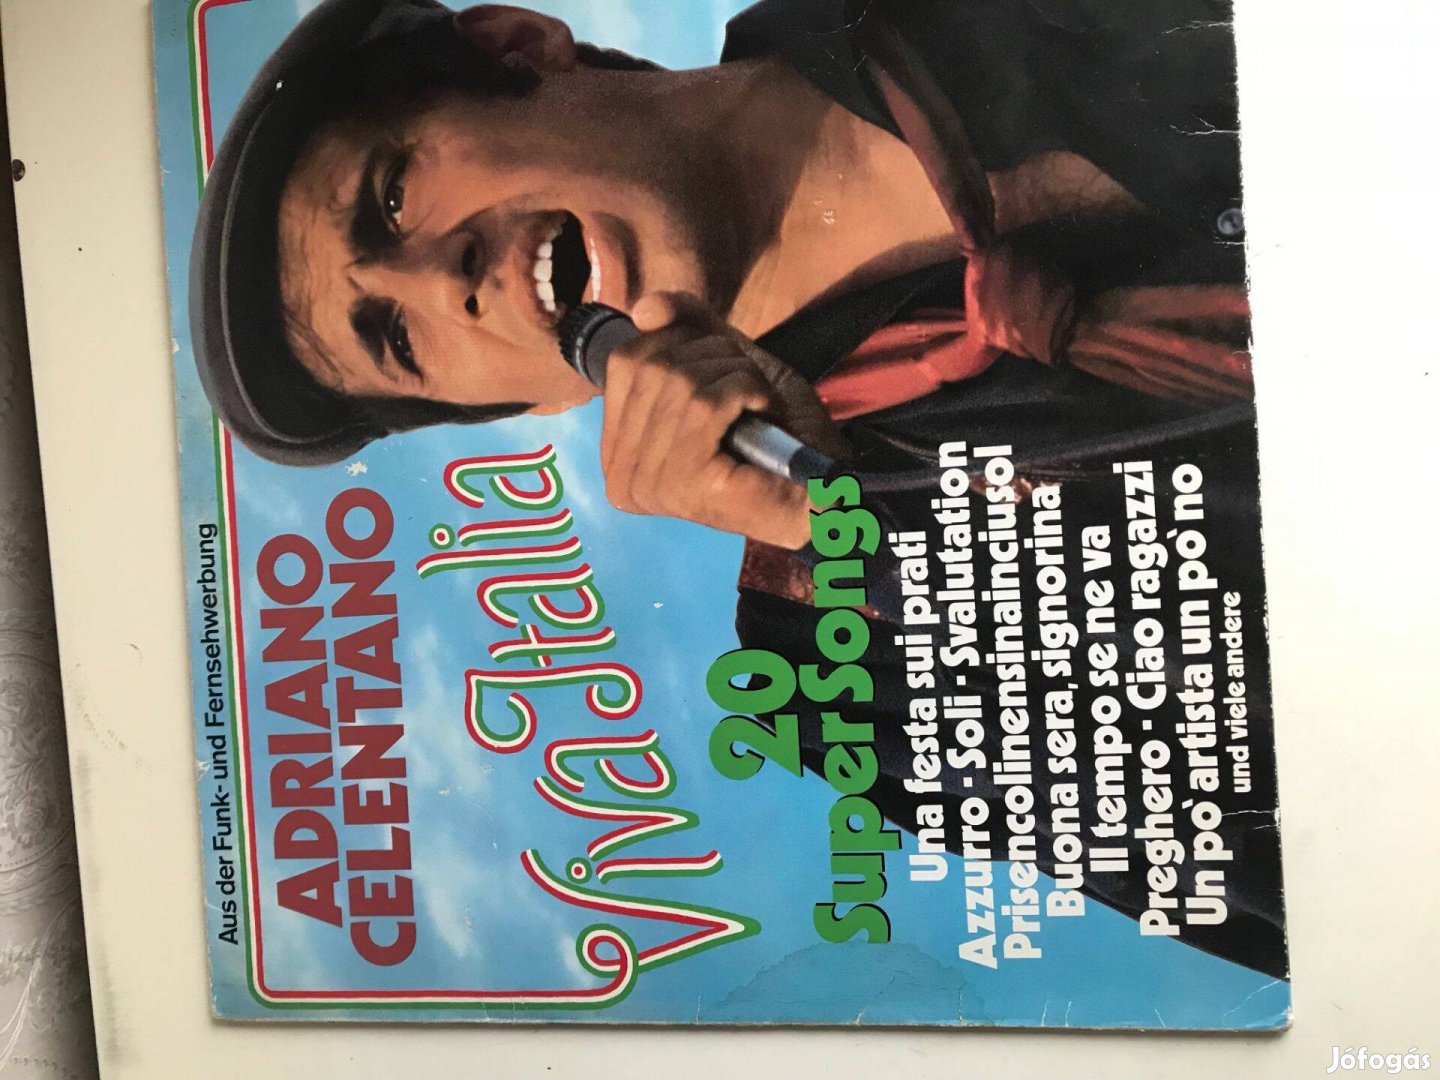 Aus der Funk- und Fernsehwerbung
ADRIANO
CELENTANO
Viva Italia
20
Super Songs
Una festa sui prati
Azzurro · Soli · Svalutation
Prisencolinensinainciusol
Buona sera, signorina
Il tempo se ne va
Preghero · Ciao ragazzi
Un pò artista un pò no
und viele andere
Jófogás